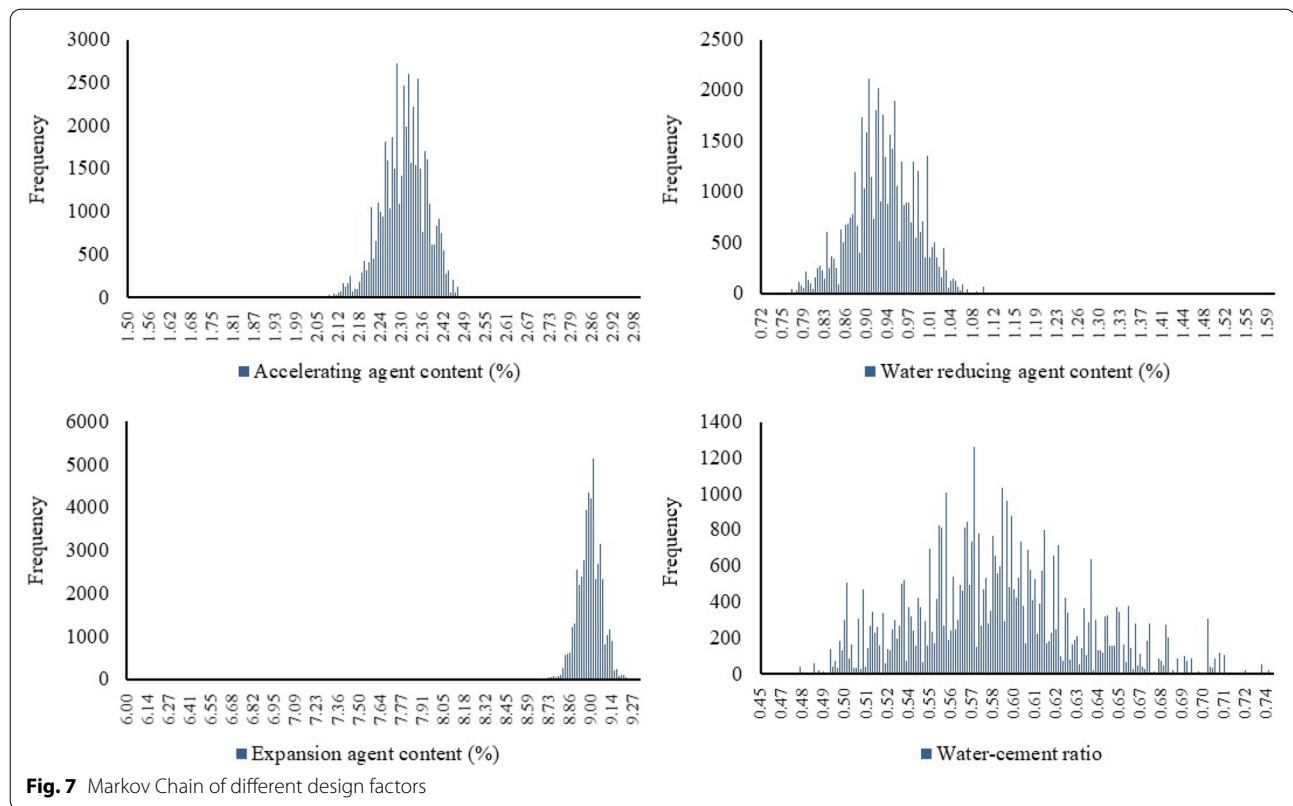 3000
2500
2000
1500
1000
500
0
Frequency
1.50 1.56 1.62 1.68 1.75 1.81 1.87 1.93 1.99 2.05 2.12 2.18 2.24 2.30 2.36 2.42 2.49 2.55 2.61 2.67 2.73 2.79 2.86 2.92 2.98
Accelerating agent content (%)
2500
2000
1500
1000
500
0
Frequency
0.72 0.75 0.79 0.83 0.86 0.90 0.94 0.97 1.01 1.04 1.08 1.12 1.15 1.19 1.23 1.26 1.30 1.33 1.37 1.41 1.44 1.48 1.52 1.55 1.59
Water reducing agent content (%)
6000
5000
4000
3000
2000
1000
0
Frequency
6.00 6.14 6.27 6.41 6.55 6.68 6.82 6.95 7.09 7.23 7.36 7.50 7.64 7.77 7.91 8.05 8.18 8.32 8.45 8.59 8.73 8.86 9.00 9.14 9.27
Expansion agent content (%)
1400
1200
1000
800
600
400
200
0
Frequency
0.45 0.47 0.48 0.49 0.50 0.51 0.52 0.54 0.55 0.56 0.57 0.58 0.60 0.61 0.62 0.63 0.64 0.65 0.67 0.68 0.69 0.70 0.71 0.72 0.74
Water-cement ratio
Fig. 7 Markov Chain of different design factors